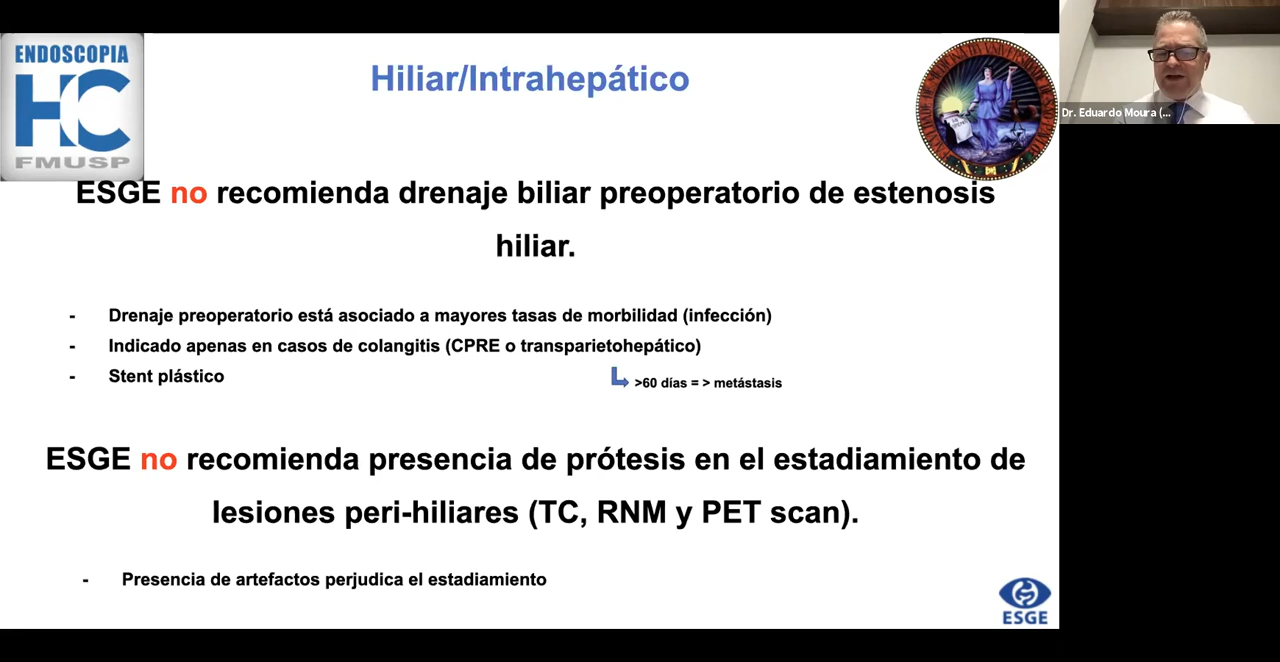 ENDOSCOPIA
HC
FMUSP
Hiliar/Intrahepático
Dr. Eduardo Moura (...
ESGE no recomienda drenaje biliar preoperatorio de estenosis
hiliar.
- Drenaje preoperatorio está asociado a mayores tasas de morbilidad (infección)
- Indicado apenas en casos de colangitis (CPRE o transparietohepático)
- Stent plástico
>60 días = > metástasis
ESGE no recomienda presencia de prótesis en el estadiamiento de
lesiones peri-hiliares (TC, RNM y PET scan).
- Presencia de artefactos perjudica el estadiamiento
ESGE